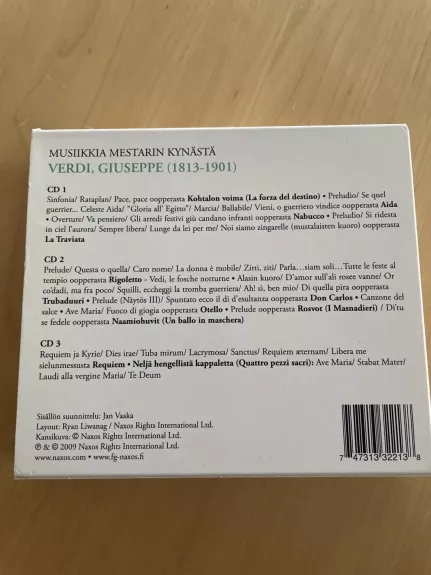 MUSIIKKIA MESTARIN KYNÄSTÄ
VERDI, GIUSEPPE (1813-1901)
CD 1
Sinfonia/ Rataplan/ Pace, pace oopperasta Kohtalon voima (La forza del destino) • Preludio/ Se quel
guerrier... Celeste Aida/ "Gloria all' Egitto"/ Marcia/ Ballabile/ Vieni, o guerriero vindice oopperasta Aida
• Overture/ Va pensiero/ Gli arredi festivi giù candano infranti oopperasta Nabucco • Preludio/ Si ridesta
in ciel l'aurora/ Sempre libera/ Lunge da lei per me/ Noi siamo zingarelle (mustalaisten kuoro) oopperasta
La Traviata
CD 2
Prelude/ Questa o quella/ Caro nome/ La donna è mobile/ Zitti, ziti/ Parla...siam soli...Tutte le feste al
tempio oopperasta Rigoletto - Vedi, le fosche notturne • Alasin kuoro/ D'amor sull'ali rosee vanne/ Or
co'dadi, ma fra poco/ Squilli, eccheggi la tromba guerriera/ Ah! si, ben mio/ Di quella pira oopperasta
Trubaduuri • Prelude (Näytös III)/ Spuntato ecco il di d'esultanza oopperasta Don Carlos • Canzone del
salce • Ave Maria/ Fuoco di giogia oopperasta Otello • Prelude oopperasta Rosvot (I Masnadieri) / Di'tu
se fedele oopperasta Naamiohuvit (Un ballo in maschera)
CD 3
Requiem ja Kyrie/ Dies irae/ Tuba mirum/ Lacrymosa/ Sanctus/ Requiem æternam/ Libera me
sielunmessusta Requiem • Neljä hengellistä kappaletta (Quattro pezzi sacri): Ave Maria/ Stabat Mater/
Laudi alla vergine Maria/ Te Deum
Sisällön suunnittelu: Jan Vaaka
Layout: Ryan Liwanag / Naxos Rights International Ltd.
Kansikuva: © Naxos Rights International Ltd.
℗ & © 2009 Naxos Rights International Ltd.
www.naxos.com • www.fg-naxos.fi
7 47313 32213 8